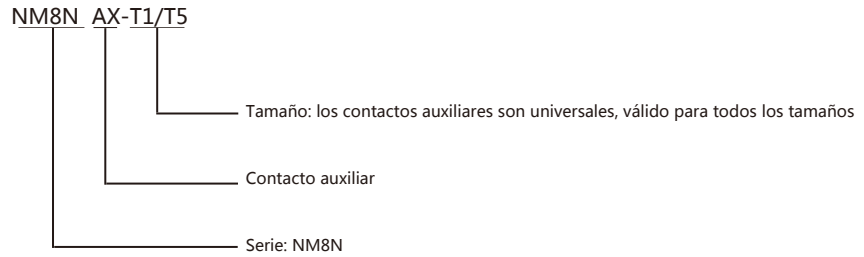 NM8N AX-T1/T5
Tamaño: los contactos auxiliares son universales, válido para todos los tamaños
Contacto auxiliar
Serie: NM8N